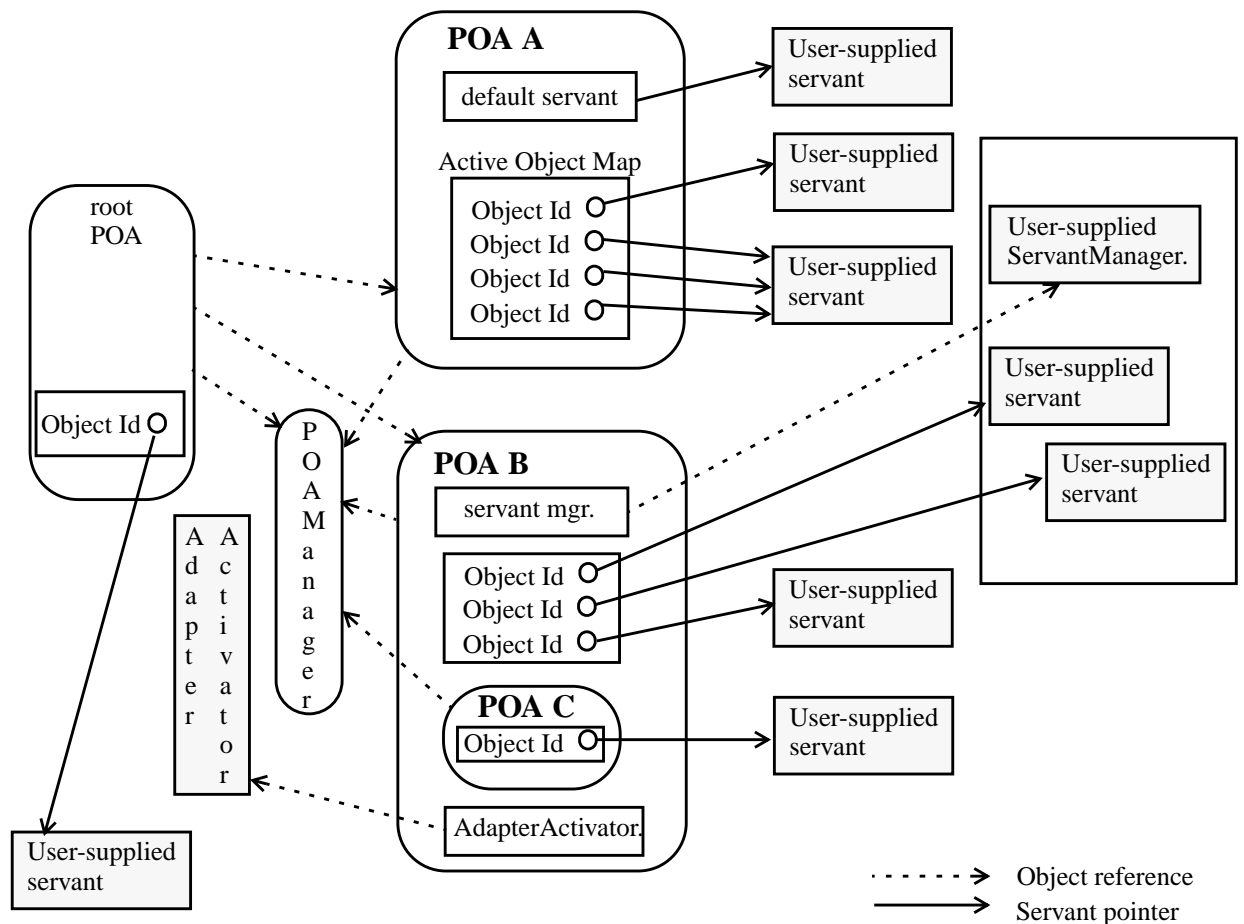 POA A
default servant
Active Object Map
Object Id
Object Id
Object Id
Object Id
User-supplied
servant
User-supplied
servant
User-supplied
servant
User-supplied
ServantManager.
User-supplied
servant
User-supplied
servant
root
POA
Object Id
POAManager
Adapter
Activator
POA B
servant mgr.
Object Id
Object Id
Object Id
User-supplied
servant
POA C
Object Id
User-supplied
servant
AdapterActivator.
User-supplied
servant
Object reference
Servant pointer